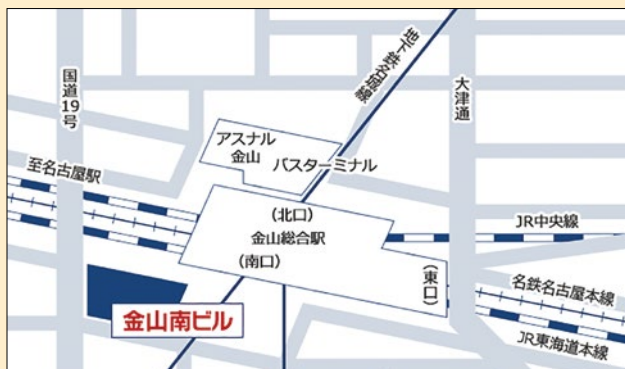 国道19号
地下鉄名城線
大津通
アスナル
金山
バスターミナル
至名古屋駅
(北口)
金山総合駅
(南口)
(東口)
JR中央線
名鉄名古屋本線
JR東海道本線
金山南ビル